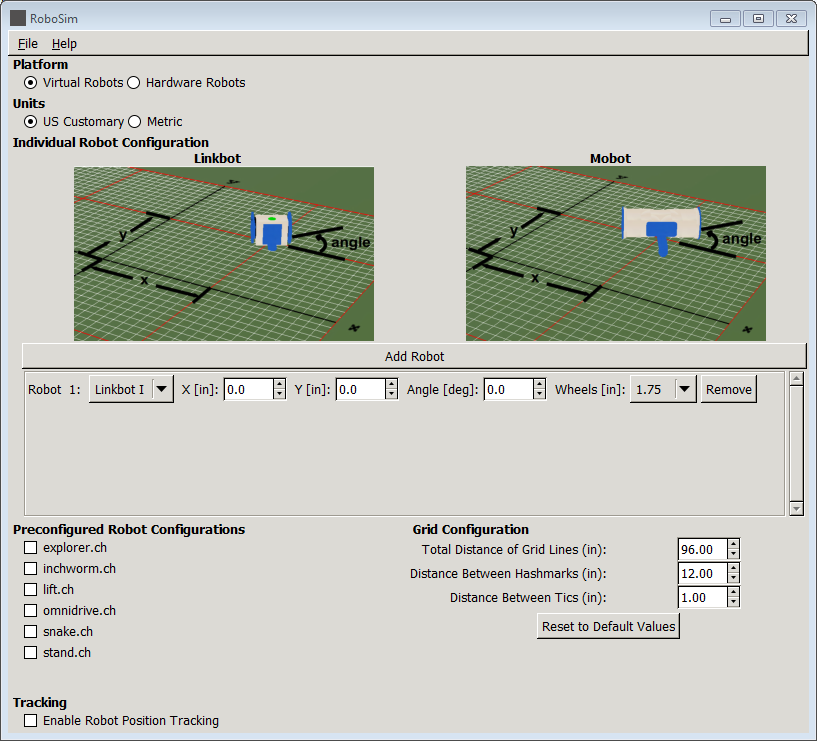 RoboSim
File Help
Platform
Virtual Robots Hardware Robots
Units
US Customary Metric
Individual Robot Configuration
Linkbot Mobot
y x angle x
y x angle x
Add Robot
Robot 1: Linkbot I X [in]: 0.0 Y [in]: 0.0 Angle [deg]: 0.0 Wheels [in]: 1.75 Remove
Preconfigured Robot Configurations
explorer.ch
inchworm.ch
lift.ch
omnidrive.ch
snake.ch
stand.ch
Grid Configuration
Total Distance of Grid Lines (in): 96.00
Distance Between Hashmarks (in): 12.00
Distance Between Tics (in): 1.00
Reset to Default Values
Tracking
Enable Robot Position Tracking